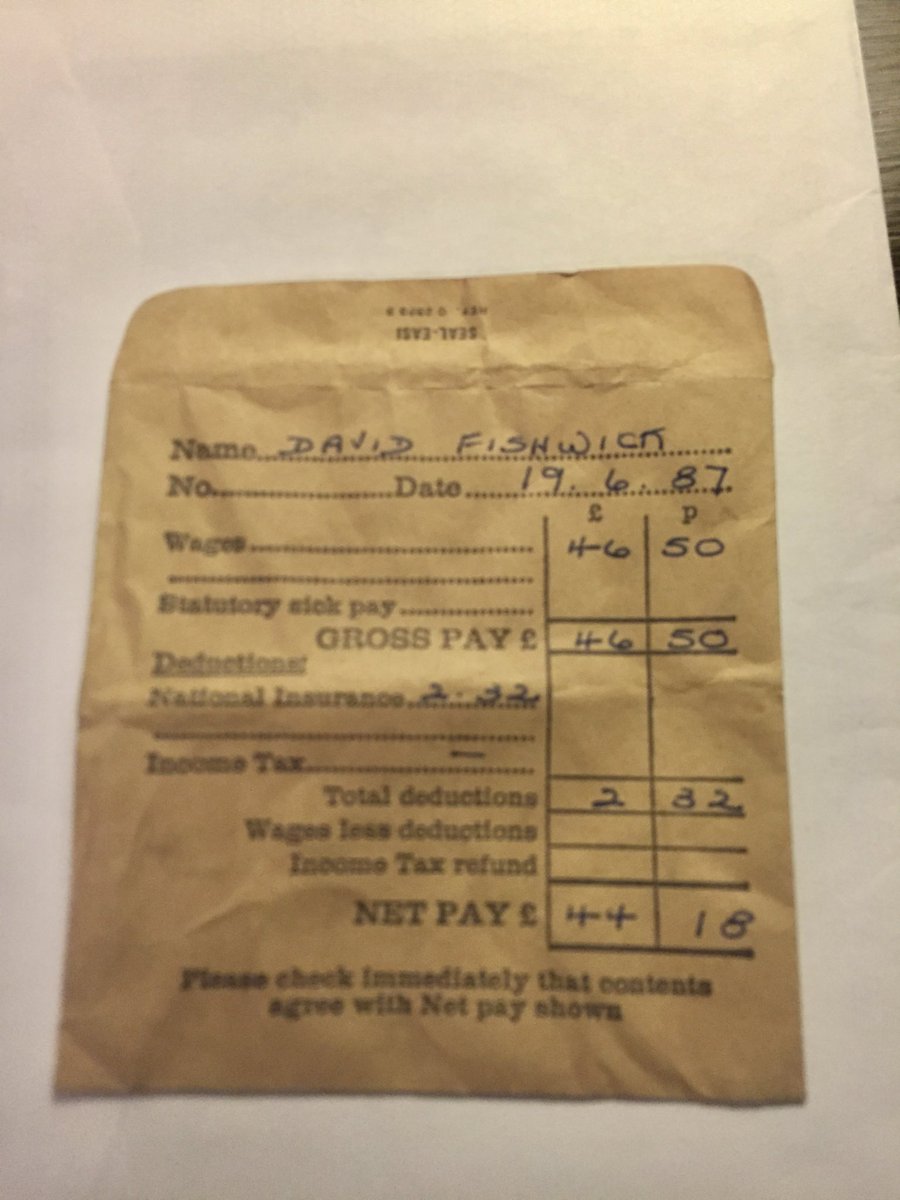 SEAL-EASI
Name DAVID FISHWICK
No. Date 19. 6. 87
£ p
Wages 46 50
Statutory sick pay
GROSS PAY £ 46 50
Deductions:
National Insurance 2.32
Income Tax —
Total deductions 2 32
Wages less deductions
Income Tax refund
NET PAY £ 44 18
Please check immediately that contents
agree with Net pay shown